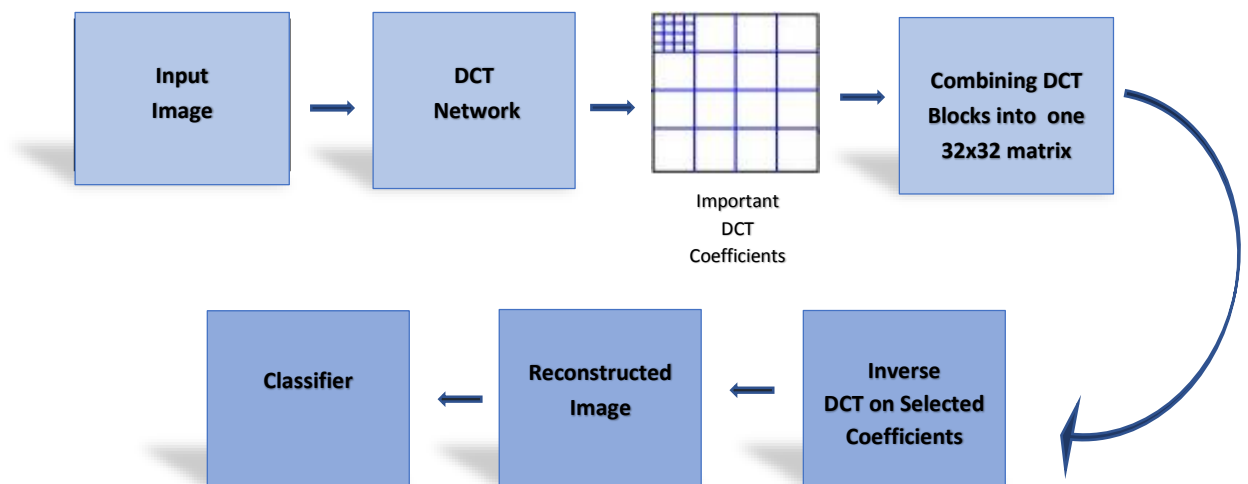 Input
Image
DCT
Network
Important
DCT
Coefficients
Combining DCT
Blocks into one
32x32 matrix
Inverse
DCT on Selected
Coefficients
Reconstructed
Image
Classifier